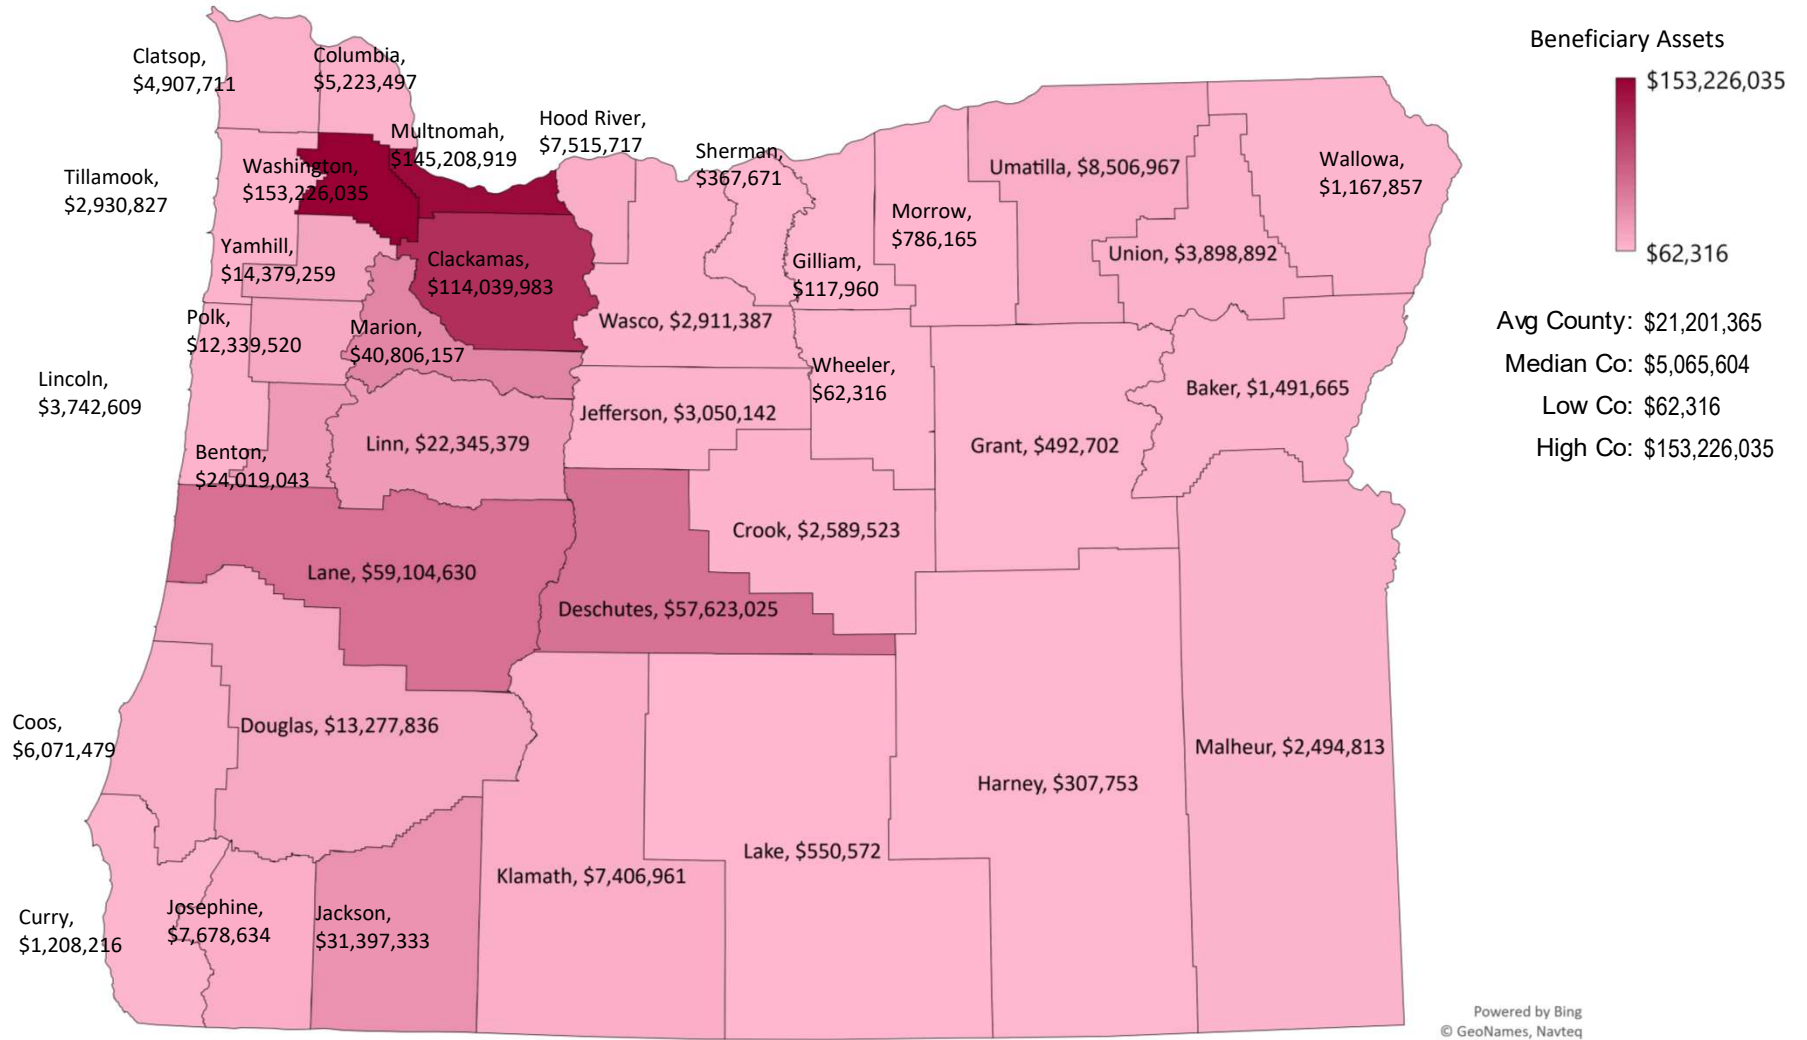 Clatsop,
$4,907,711
Columbia,
$5,223,497
Beneficiary Assets
$153,226,035
$62,316
Multnomah,
$145,208,919
Hood River,
$7,515,717
Sherman,
$367,671
Washington,
$153,226,035
Tillamook,
$2,930,827
Umatilla, $8,506,967
Wallowa,
$1,167,857
Morrow,
$786,165
Union, $3,898,892
Yamhill,
$14,379,259
Clackamas,
$114,039,983
Gilliam,
$117,960
Avg County: $21,201,365
Median Co: $5,065,604
Low Co: $62,316
High Co: $153,226,035
Polk,
$12,339,520
Marion,
$40,806,157
Wasco, $2,911,387
Wheeler,
$62,316
Lincoln,
$3,742,609
Jefferson, $3,050,142
Baker, $1,491,665
Benton,
$24,019,043
Linn, $22,345,379
Grant, $492,702
Crook, $2,589,523
Lane, $59,104,630
Deschutes, $57,623,025
Coos,
$6,071,479
Douglas, $13,277,836
Malheur, $2,494,813
Harney, $307,753
Lake, $550,572
Klamath, $7,406,961
Curry,
$1,208,216
Josephine,
$7,678,634
Jackson,
$31,397,333
Powered by Bing
© GeoNames, Navteq